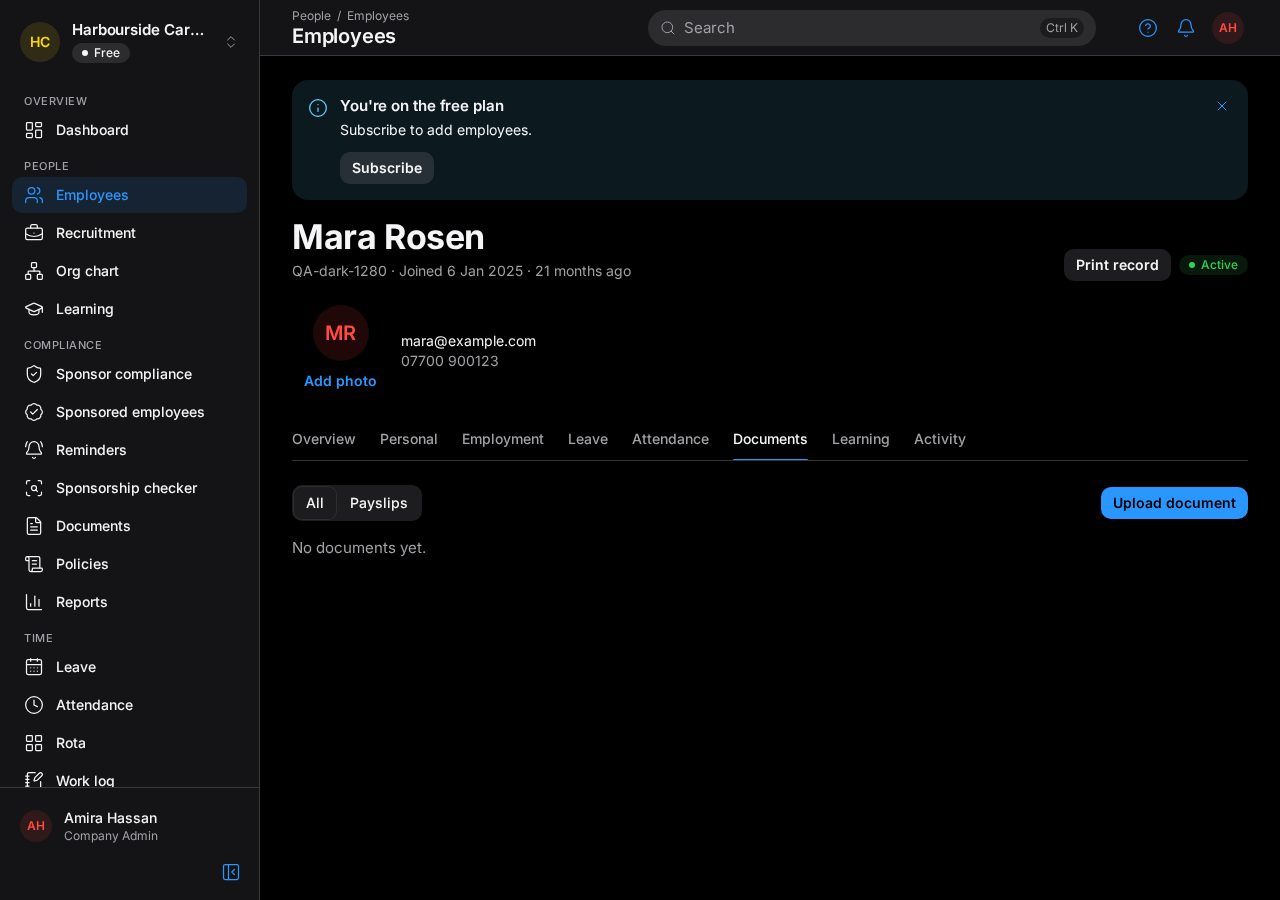 HC
Harbourside Car...
Free
OVERVIEW
Dashboard
PEOPLE
Employees
Recruitment
Org chart
Learning
COMPLIANCE
Sponsor compliance
Sponsored employees
Reminders
Sponsorship checker
Documents
Policies
Reports
TIME
Leave
Attendance
Rota
Work log
AH
Amira Hassan
Company Admin
People / Employees
Employees
Search
Ctrl K
AH
You're on the free plan
Subscribe to add employees.
Subscribe
Mara Rosen
QA-dark-1280 · Joined 6 Jan 2025 · 21 months ago
Print record
Active
MR
Add photo
mara@example.com
07700 900123
Overview Personal Employment Leave Attendance Documents Learning Activity
All Payslips
Upload document
No documents yet.